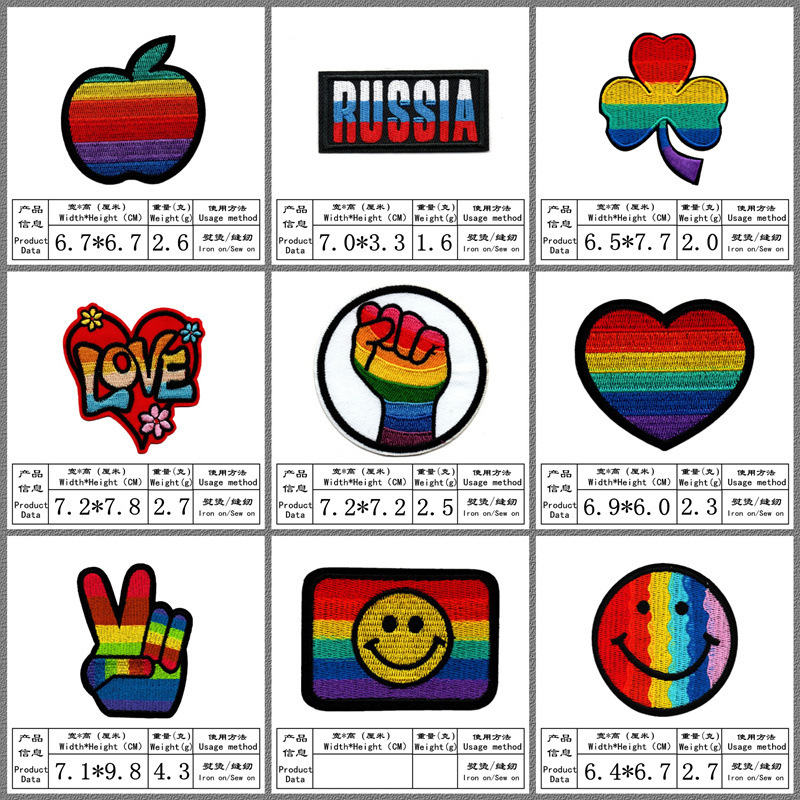 产品
信息
Product
Data
宽*高 (厘米)
Width*Height (CM)
重量(克)
Weight(g)
使用方法
Usage method
6.7*6.7
2.6
熨烫/缝纫
Iron on/Sew on
RUSSIA
产品
信息
Product
Data
宽*高 (厘米)
Width*Height (CM)
重量(克)
Weight(g)
使用方法
Usage method
7.0*3.3
1.6
熨烫/缝纫
Iron on/Sew on
产品
信息
Product
Data
宽*高 (厘米)
Width*Height (CM)
重量(克)
Weight(g)
使用方法
Usage method
6.5*7.7
2.0
熨烫/缝纫
Iron on/Sew on
LOVE
产品
信息
Product
Data
宽*高 (厘米)
Width*Height (CM)
重量(克)
Weight(g)
使用方法
Usage method
7.2*7.8
2.7
熨烫/缝纫
Iron on/Sew on
产品
信息
Product
Data
宽*高 (厘米)
Width*Height (CM)
重量(克)
Weight(g)
使用方法
Usage method
7.2*7.2
2.5
熨烫/缝纫
Iron on/Sew on
产品
信息
Product
Data
宽*高 (厘米)
Width*Height (CM)
重量(克)
Weight(g)
使用方法
Usage method
6.9*6.0
2.3
熨烫/缝纫
Iron on/Sew on
产品
信息
Product
Data
宽*高 (厘米)
Width*Height (CM)
重量(克)
Weight(g)
使用方法
Usage method
7.1*9.8
4.3
熨烫/缝纫
Iron on/Sew on
产品
信息
Product
Data
宽*高 (厘米)
Width*Height (CM)
重量(克)
Weight(g)
使用方法
Usage method
熨烫/缝纫
Iron on/Sew on
产品
信息
Product
Data
宽*高 (厘米)
Width*Height (CM)
重量(克)
Weight(g)
使用方法
Usage method
6.4*6.7
2.7
熨烫/缝纫
Iron on/Sew on